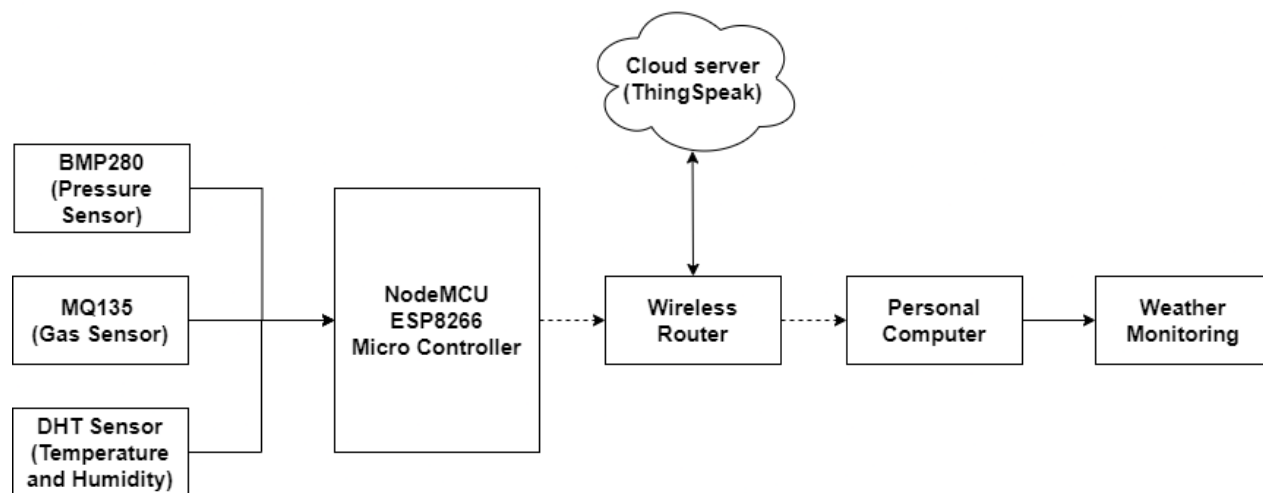 Cloud server
(ThingSpeak)
BMP280
(Pressure
Sensor)
MQ135
(Gas Sensor)
DHT Sensor
(Temperature
and Humidity)
NodeMCU
ESP8266
Micro Controller
Wireless
Router
Personal
Computer
Weather
Monitoring